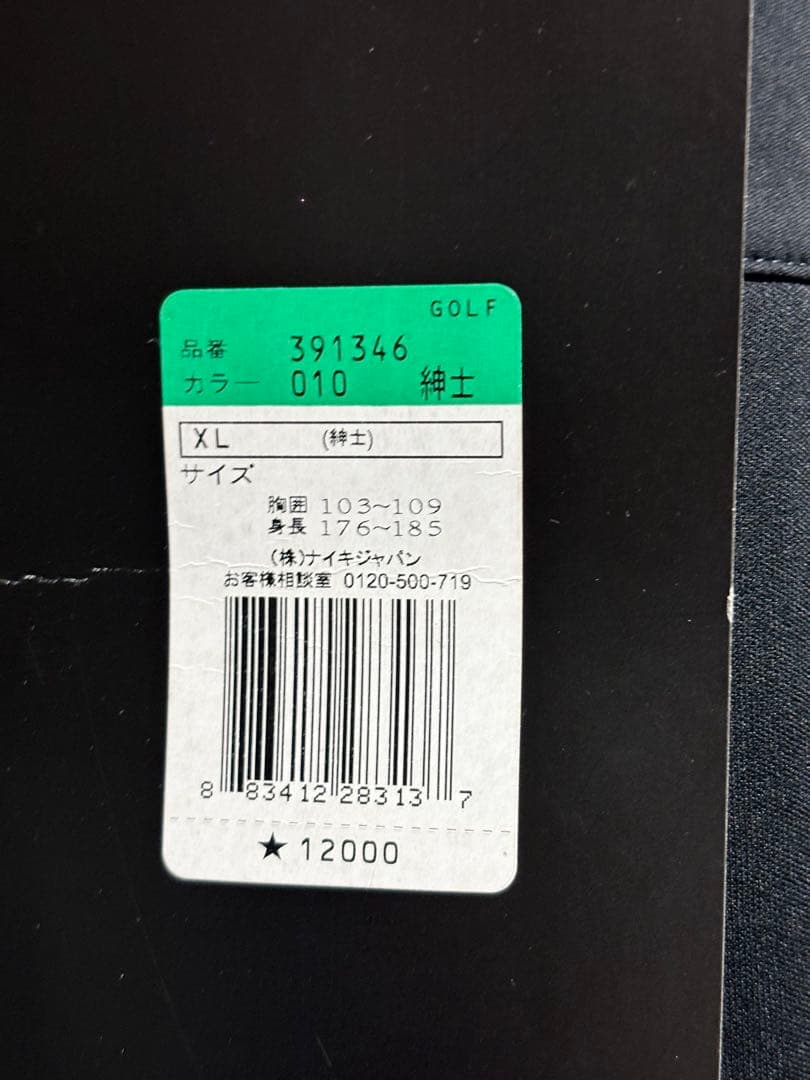 GOLF
品番 391346
カラー 010 紳士
XL (紳士)
サイズ
胸囲 103~109
身長 176~185
(株)ナイキジャパン
お客様相談室 0120-500-719
8 83412 28313 7
★12000